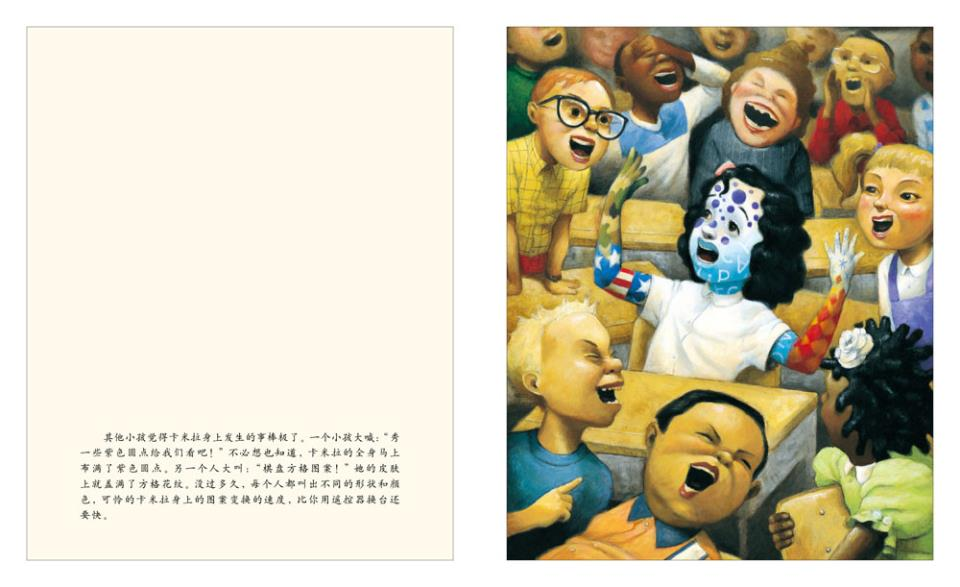 其他小孩觉得卡米拉身上发生的事棒极了。一个小孩大喊：“秀
一些紫色圆点给我们看吧！”不必想也知道，卡米拉的全身马上
布满了紫色圆点。另一个人大叫：“棋盘方格图案！”她的皮肤
上就盖满了方格花纹。没过多久，每个人都叫出不同的形状和颜
色，可怜的卡米拉身上的图案变换的速度，比你用遥控器换台还
要快。